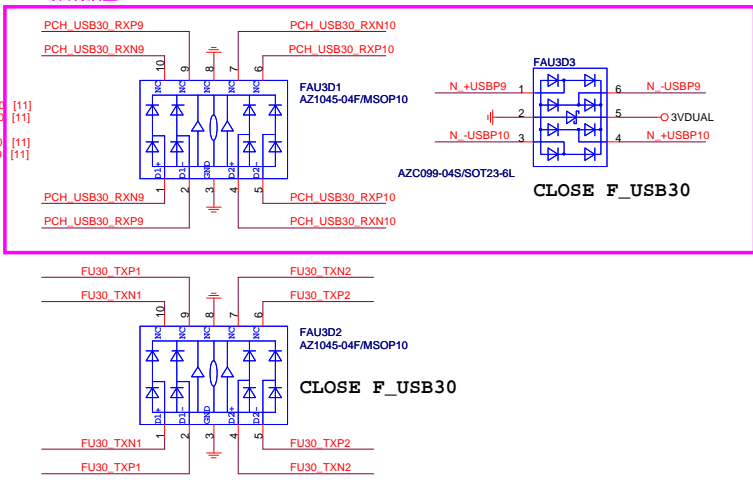 PCH_USB30_RXP9 PCH_USB30_RXN10
PCH_USB30_RXN9 PCH_USB30_RXP10
10 9 8 7 6
NC NC NC NC
FAU3D1
AZ1045-04F/MSOP10
D1+ D1- GND D2+ D2-
1 2 3 4 5
PCH_USB30_RXN9 PCH_USB30_RXP10
PCH_USB30_RXP9 PCH_USB30_RXN10
[11]
[11]
[11]
[11]
FAU3D3
N_+USBP9 1 6 N_-USBP9
2 5 3VDUAL
N_-USBP10 3 4 N_+USBP10
AZC099-04S/SOT23-6L
CLOSE F_USB30
FU30_TXP1 FU30_TXN2
FU30_TXN1 FU30_TXP2
10 9 8 7 6
NC NC NC NC
FAU3D2
AZ1045-04F/MSOP10
CLOSE F_USB30
D1+ D1- GND D2+ D2-
1 2 3 4 5
FU30_TXN1 FU30_TXP2
FU30_TXP1 FU30_TXN2